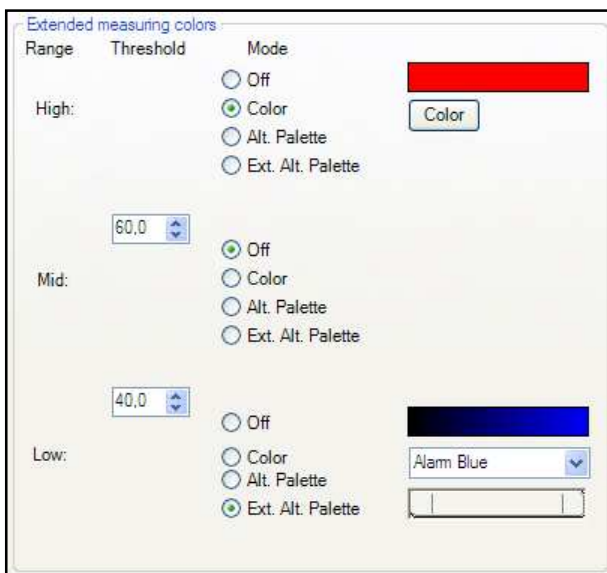 Extended measuring colors
Range Threshold Mode
Off
High: Color Color
Alt. Palette
Ext. Alt. Palette
60,0
Off
Mid: Color
Alt. Palette
Ext. Alt. Palette
40,0
Off
Low: Color Alarm Blue
Alt. Palette
Ext. Alt. Palette